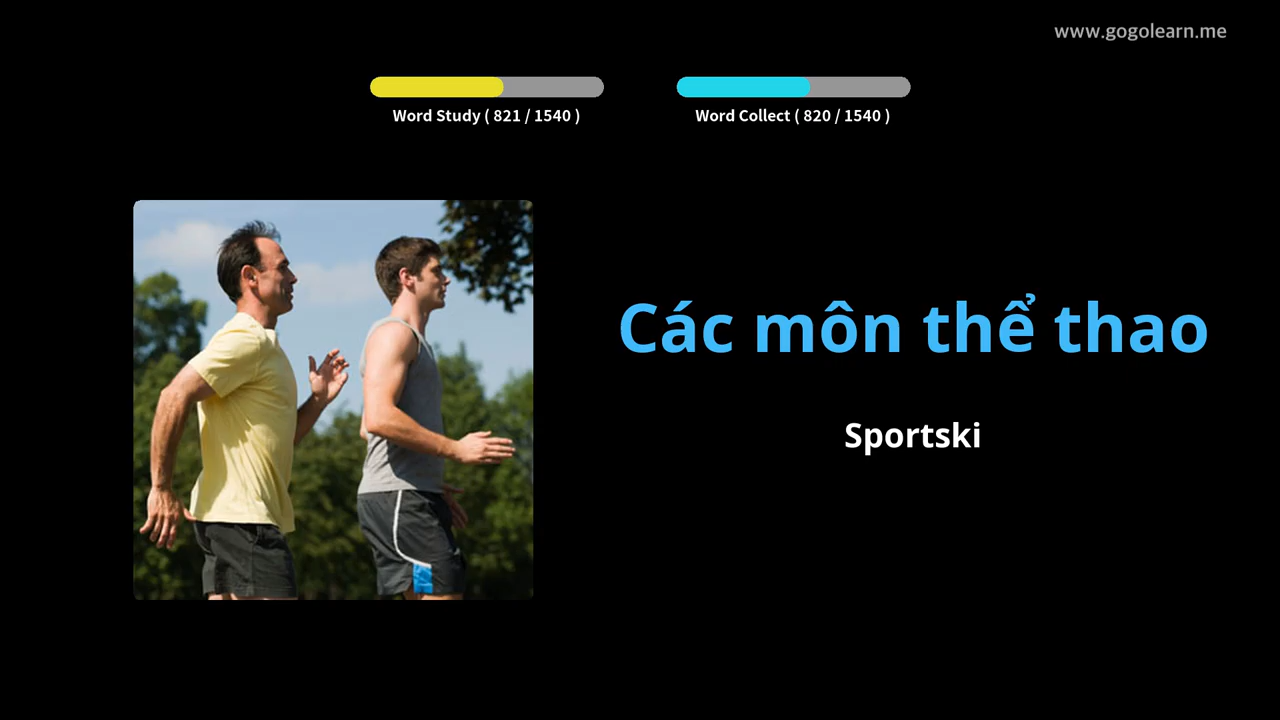 www.gogolearn.me
Word Study ( 821 / 1540 )
Word Collect ( 820 / 1540 )
Các môn thể thao
Sportski